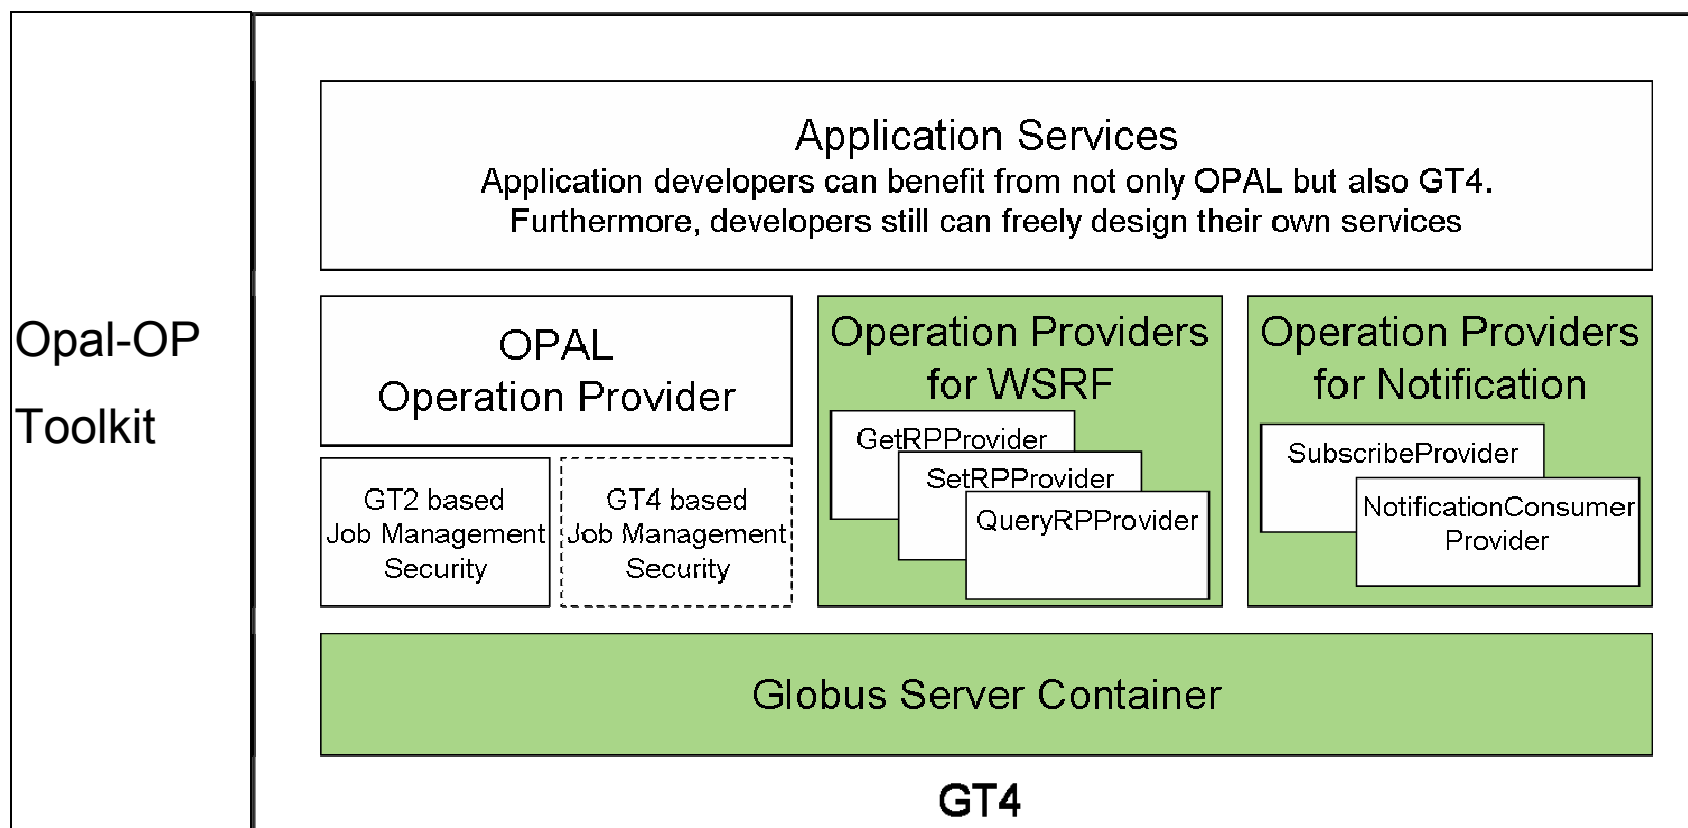 Opal-OP
Toolkit
Application Services
Application developers can benefit from not only OPAL but also GT4.
Furthermore, developers still can freely design their own services
OPAL
Operation Provider
GT2 based
Job Management
Security
GT4 based
Job Management
Security
Operation Providers
for WSRF
GetRPProvider
SetRPProvider
QueryRPProvider
Operation Providers
for Notification
SubscribeProvider
NotificationConsumer
Provider
Globus Server Container
GT4